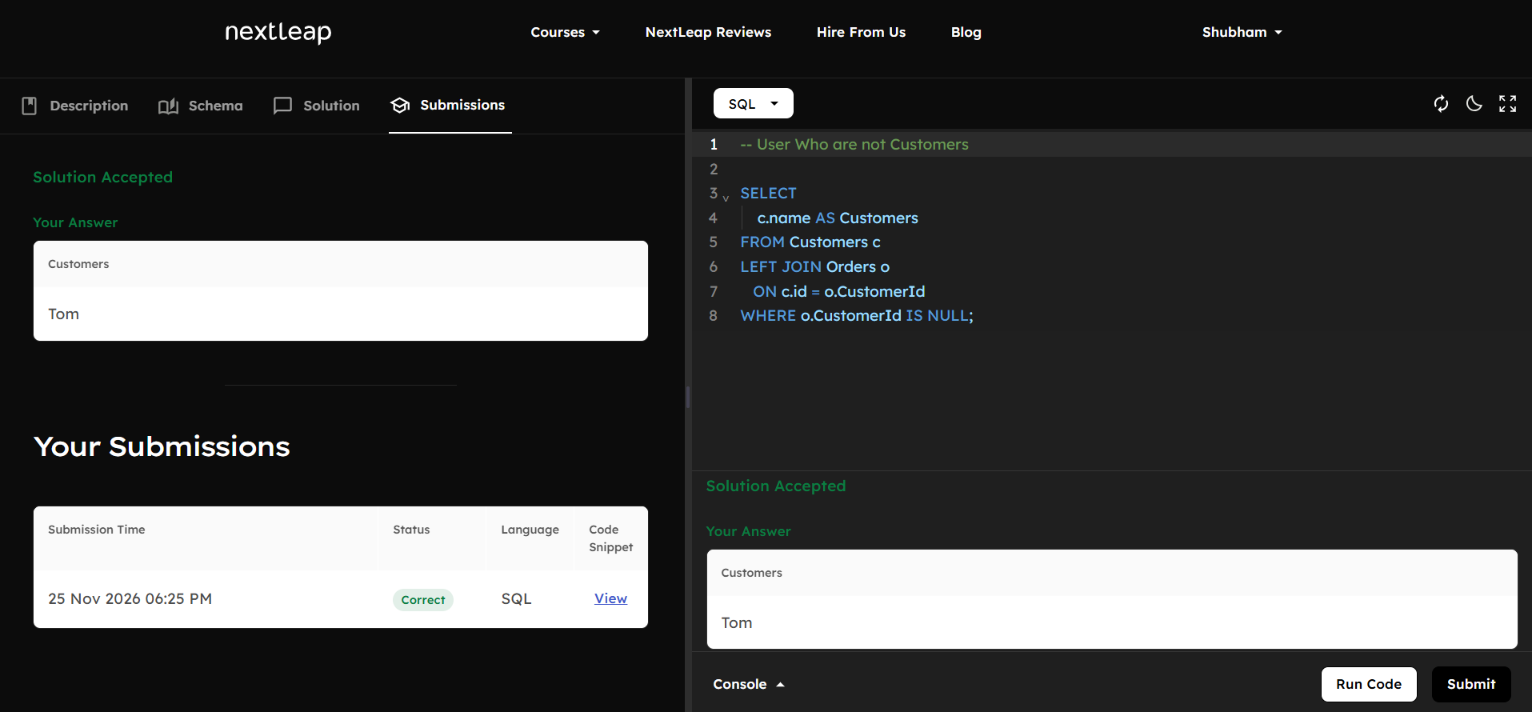 nextleap
Courses
NextLeap Reviews
Hire From Us
Blog
Shubham
Description
Schema
Solution
Submissions
Solution Accepted
Your Answer
Customers
Tom
Your Submissions
Submission Time Status Language Code Snippet
25 Nov 2026 06:25 PM Correct SQL View
SQL
1 -- User Who are not Customers
2
3 SELECT
4 c.name AS Customers
5 FROM Customers c
6 LEFT JOIN Orders o
7 ON c.id = o.CustomerId
8 WHERE o.CustomerId IS NULL;
Solution Accepted
Your Answer
Customers
Tom
Console
Run Code
Submit